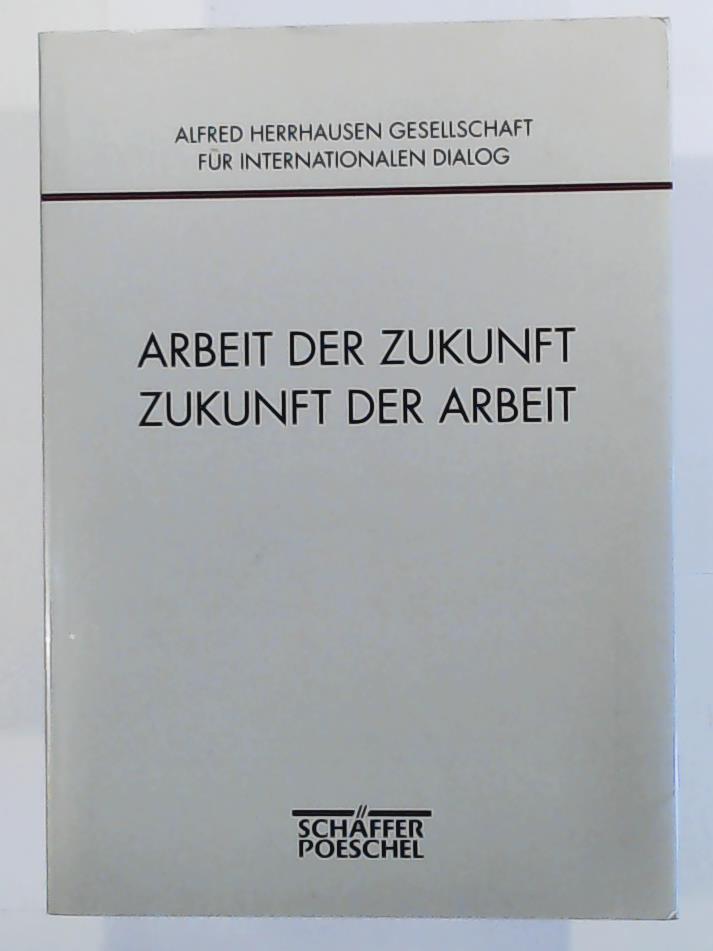 ALFRED HERRHAUSEN GESELLSCHAFT
FÜR INTERNATIONALEN DIALOG
ARBEIT DER ZUKUNFT
ZUKUNFT DER ARBEIT
SCHÄFFER
POESCHEL